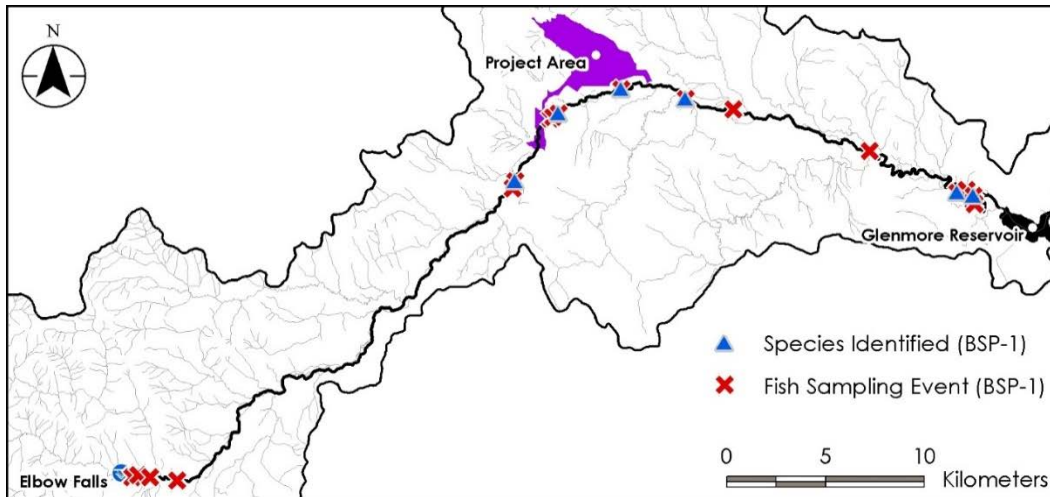 N
Project Area
Glenmore Reservoir
Species Identified (BSP-1)
Fish Sampling Event (BSP-1)
Elbow Falls
0 5 10
Kilometers